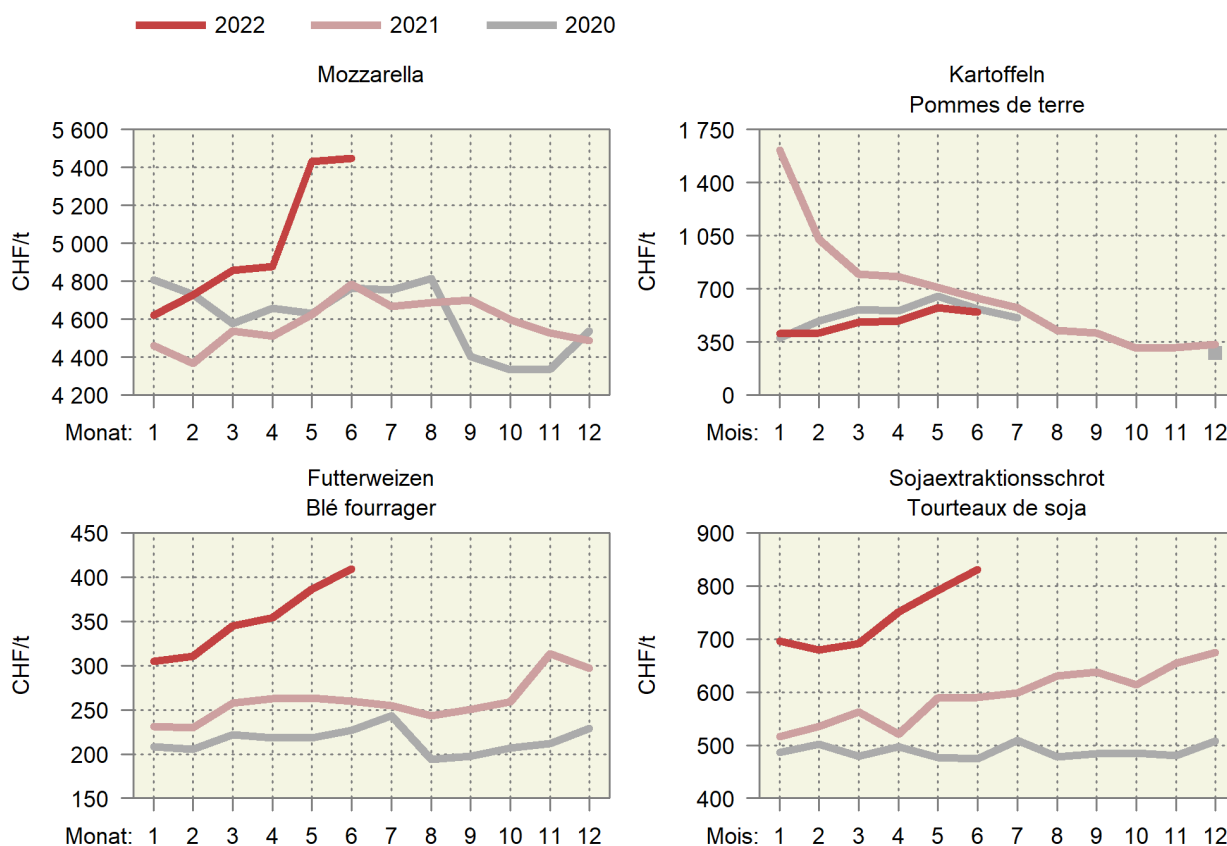 2022 2021 2020
Mozzarella
CHF/t
5 600
5 400
5 200
5 000
4 800
4 600
4 400
4 200
Monat: 1 2 3 4 5 6 7 8 9 10 11 12
Kartoffeln
Pommes de terre
CHF/t
1 750
1 400
1 050
700
350
0
Mois: 1 2 3 4 5 6 7 8 9 10 11 12
Futterweizen
Blé fourrager
CHF/t
450
400
350
300
250
200
150
Monat: 1 2 3 4 5 6 7 8 9 10 11 12
Sojaextraktionsschrot
Tourteaux de soja
CHF/t
900
800
700
600
500
400
Mois: 1 2 3 4 5 6 7 8 9 10 11 12